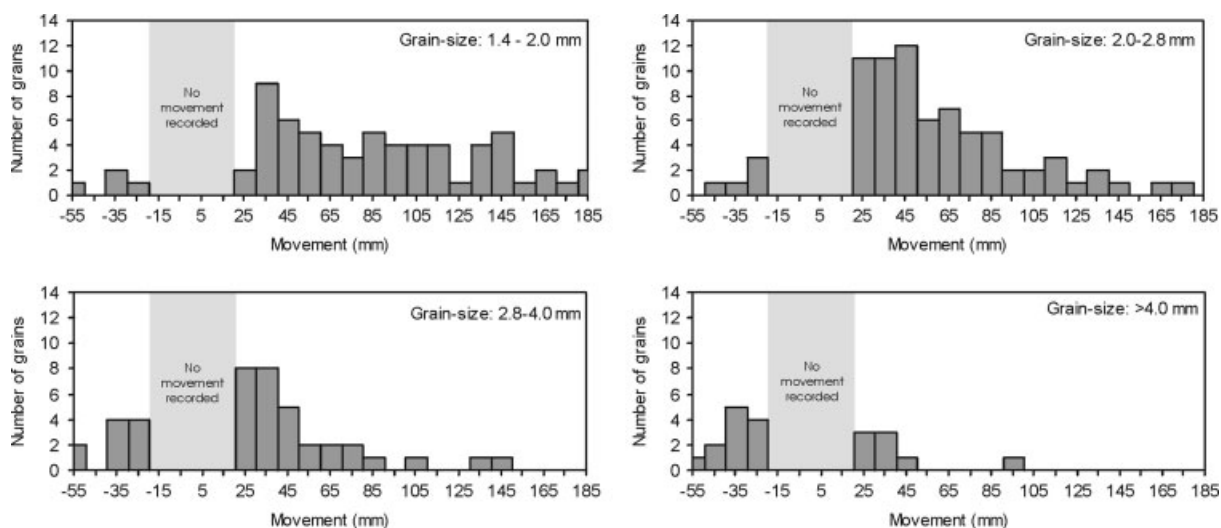 14
12
10
8
6
4
2
0
Number of grains
Grain-size: 1.4 - 2.0 mm
No
movement
recorded
-55 -35 -15 5 25 45 65 85 105 125 145 165 185
Movement (mm)
14
12
10
8
6
4
2
0
Number of grains
Grain-size: 2.0-2.8 mm
No
movement
recorded
-55 -35 -15 5 25 45 65 85 105 125 145 165 185
Movement (mm)
14
12
10
8
6
4
2
0
Number of grains
Grain-size: 2.8-4.0 mm
No
movement
recorded
-55 -35 -15 5 25 45 65 85 105 125 145 165 185
Movement (mm)
14
12
10
8
6
4
2
0
Number of grains
Grain-size: >4.0 mm
No
movement
recorded
-55 -35 -15 5 25 45 65 85 105 125 145 165 185
Movement (mm)